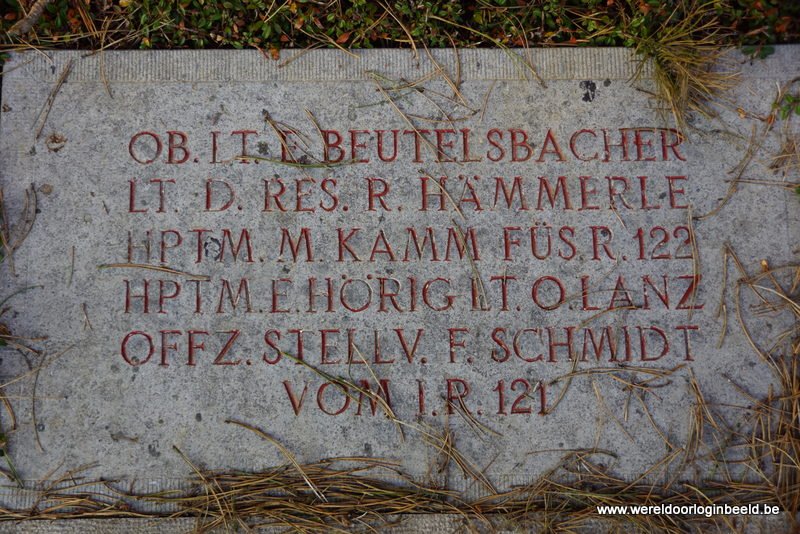 OB. LT. F. BEUTELSBACHER
LT. D. RES. R. HÄMMERLE
HPTM. M. KAMM FÜS. R. 122
HPTM. E. HÖRIG LT. O. LANZ
OFFZ. STELLV. F. SCHMIDT
VOM I.R. 121
www.wereldoorloginbeeld.be